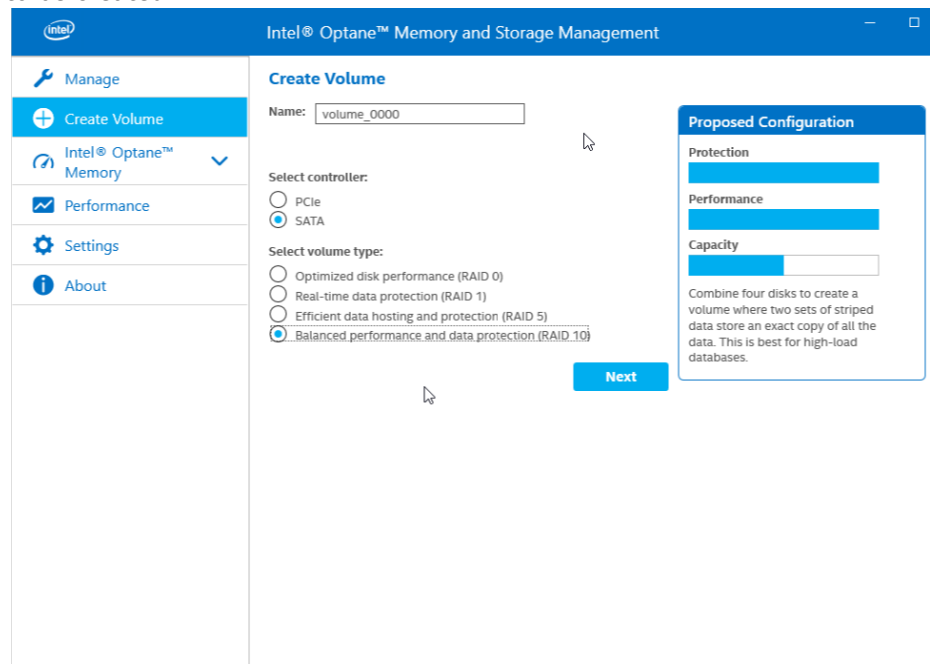 intel
Intel® Optane™ Memory and Storage Management
Manage
Create Volume
Intel® Optane™
Memory
Performance
Settings
About
Create Volume
Name: volume_0000
Select controller:
PCIe
SATA
Select volume type:
Optimized disk performance (RAID 0)
Real-time data protection (RAID 1)
Efficient data hosting and protection (RAID 5)
Balanced performance and data protection (RAID 10)
Next
Proposed Configuration
Protection
Performance
Capacity
Combine four disks to create a
volume where two sets of striped
data store an exact copy of all the
data. This is best for high-load
databases.